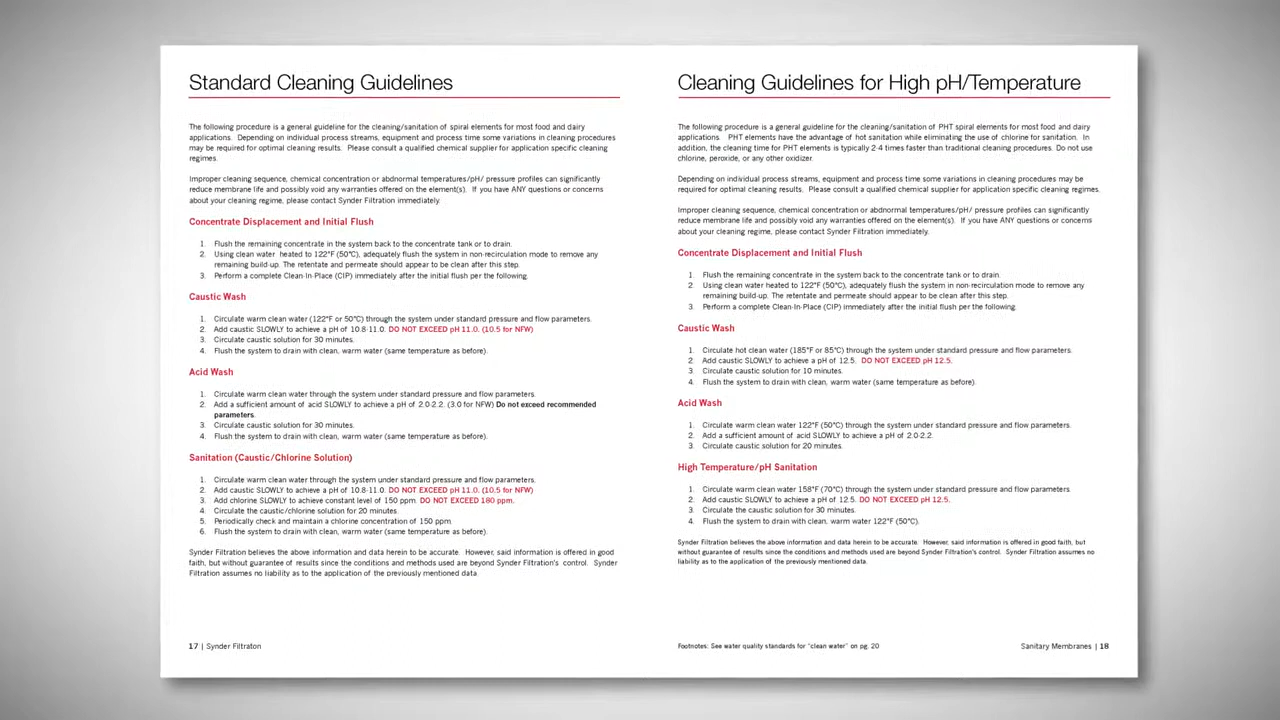 Standard Cleaning Guidelines
The following procedure is a general guideline for the cleaning/sanitation of spiral elements for most food and dairy
applications. Depending on individual process streams, equipment and process time some variations in cleaning procedures
may be required for optimal cleaning results. Please consult a qualified chemical supplier for application specific cleaning
regimes.
Improper cleaning sequence, chemical concentration or abdnormal temperatures/pH/ pressure profiles can significantly
reduce membrane life and possibly void any warranties offered on the element(s). If you have ANY questions or concerns
about your cleaning regime, please contact Synder Filtration immediately.
Concentrate Displacement and Initial Flush
1. Flush the remaining concentrate in the system back to the concentrate tank or to drain.
2. Using clean water heated to 122°F (50°C), adequately flush the system in non-recirculation mode to remove any
remaining build-up. The retentate and permeate should appear to be clean after this step.
3. Perform a complete Clean-In-Place (CIP) immediately after the initial flush per the following.
Caustic Wash
1. Circulate warm clean water (122°F or 50°C) through the system under standard pressure and flow parameters.
2. Add caustic SLOWLY to achieve a pH of 10.8-11.0. DO NOT EXCEED pH 11.0. (10.5 for NFW)
3. Circulate caustic solution for 30 minutes.
4. Flush the system to drain with clean, warm water (same temperature as before).
Acid Wash
1. Circulate warm clean water through the system under standard pressure and flow parameters.
2. Add a sufficient amount of acid SLOWLY to achieve a pH of 2.0-2.2. (3.0 for NFW) Do not exceed recommended
parameters.
3. Circulate caustic solution for 30 minutes.
4. Flush the system to drain with clean, warm water (same temperature as before).
Sanitation (Caustic/Chlorine Solution)
1. Circulate warm clean water through the system under standard pressure and flow parameters.
2. Add caustic SLOWLY to achieve a pH of 10.8-11.0. DO NOT EXCEED pH 11.0. (10.5 for NFW)
3. Add chlorine SLOWLY to achieve constant level of 150 ppm. DO NOT EXCEED 180 ppm.
4. Circulate the caustic/chlorine solution for 20 minutes
5. Periodically check and maintain a chlorine concentration of 150 ppm
6. Flush the system to drain with clean, warm water (same temperature as before).
Synder Filtration believes the above information and data herein to be accurate. However, said information is offered in good
faith, but without guarantee of results since the conditions and methods used are beyond Synder Filtration's control. Synder
Filtration assumes no liability as to the application of the previously mentioned data
17 | Synder Filtraton
Cleaning Guidelines for High pH/Temperature
The following procedure is a general guideline for the cleaning/sanitation of PHT spiral elements for most food and dairy
applications. PHT elements have the advantage of hot sanitation while eliminating the use of chlorine for sanitation. In
addition, the cleaning time for PHT elements is typically 2-4 times faster than traditional cleaning procedures. Do not use
chlorine, peroxide, or any other oxidizer.
Depending on individual process streams, equipment and process time some variations in cleaning procedures may be
required for optimal cleaning results. Please consult a qualified chemical supplier for application specific cleaning regimes.
Improper cleaning sequence, chemical concentration or abdnormal temperatures/pH/ pressure profiles can significantly
reduce membrane life and possibly void any warranties offered on the element(s). If you have ANY questions or concerns
about your cleaning regime, please contact Synder Filtration immediately.
Concentrate Displacement and Initial Flush
1. Flush the remaining concentrate in the system back to the concentrate tank or to drain.
2. Using clean water heated to 122°F (50°C), adequately flush the system in non-recirculation mode to remove any
remaining build-up. The retentate and permeate should appear to be clean after this step.
3. Perform a complete Clean-In-Place (CIP) immediately after the initial flush per the following.
Caustic Wash
1. Circulate hot clean water (185°F or 85°C) through the system under standard pressure and flow parameters.
2. Add caustic SLOWLY to achieve a pH of 12.5. DO NOT EXCEED pH 12.5.
3. Circulate caustic solution for 10 minutes.
4. Flush the system to drain with clean, warm water (same temperature as before).
Acid Wash
1. Circulate warm clean water 122°F (50°C) through the system under standard pressure and flow parameters.
2. Add a sufficient amount of acid SLOWLY to achieve a pH of 2.0-2.2.
3. Circulate caustic solution for 20 minutes.
High Temperature/pH Sanitation
1. Circulate warm clean water 158°F (70°C) through the system under standard pressure and flow parameters.
2. Add caustic SLOWLY to achieve a pH of 12.5. DO NOT EXCEED pH 12.5.
3. Circulate the caustic solution for 30 minutes.
4. Flush the system to drain with clean, warm water 122°F (50°C).
Synder Filtration believes the above information and data herein to be accurate. However, said information is offered in good faith, but
without guarantee of results since the conditions and methods used are beyond Synder Filtration's control. Synder Filtration assumes no
liability as to the application of the previously mentioned data.
Footnotes: See water quality standards for "clean water" on pg. 20
Sanitary Membranes | 18